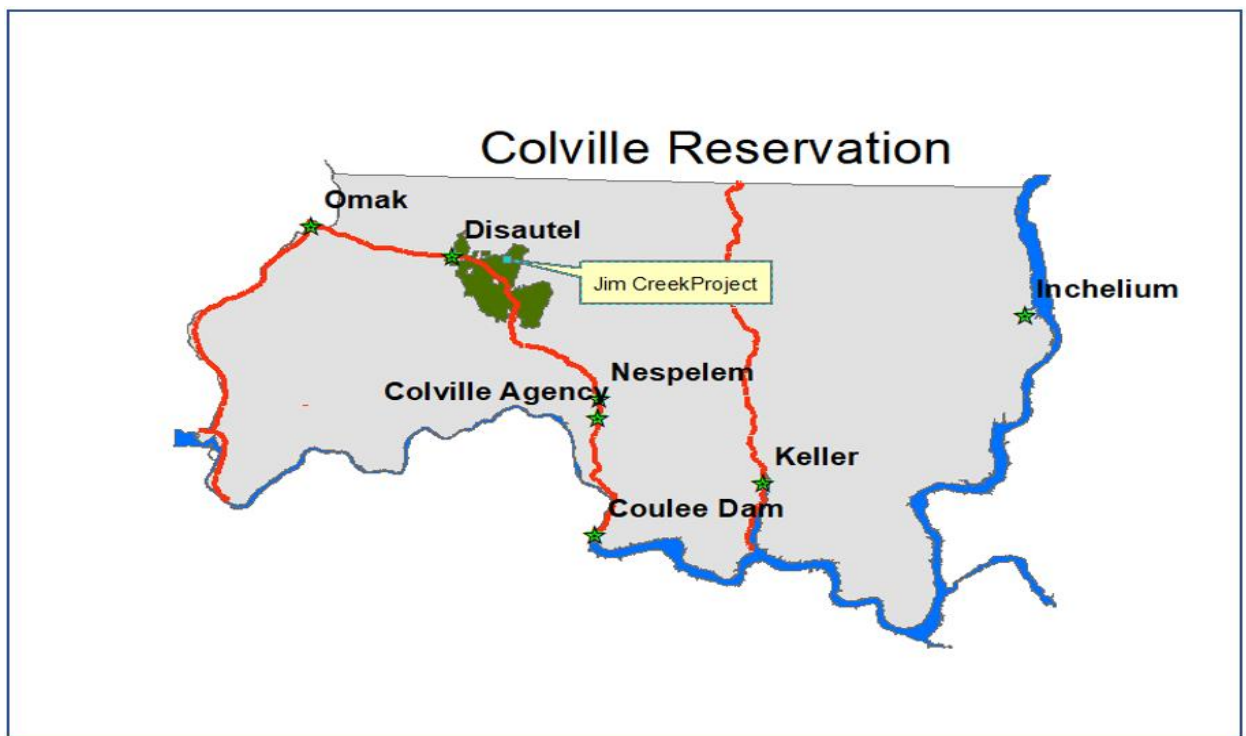 Colville Reservation
Omak
Disautel
Jim CreekProject
Inchelium
Nespelem
Colville Agency
Keller
Coulee Dam